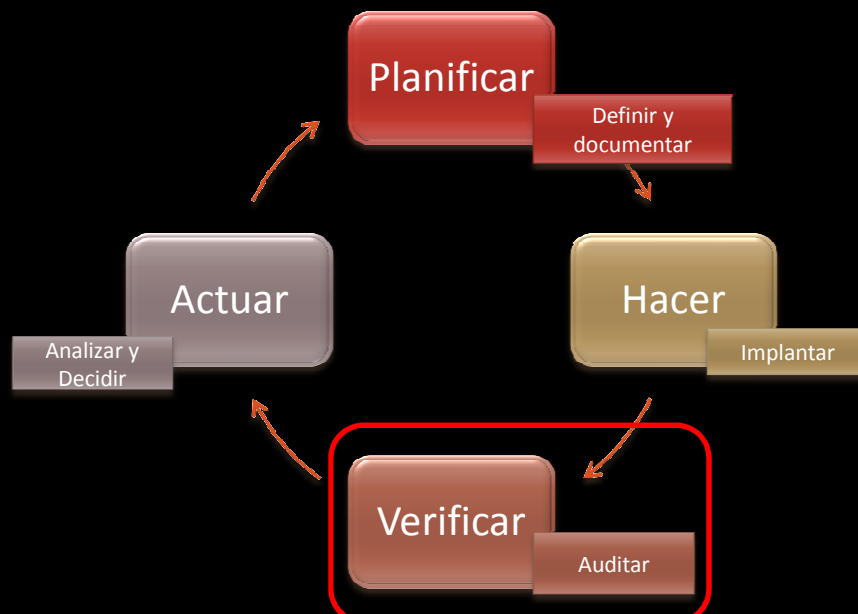 Planificar
Definir y
documentar
Hacer
Implantar
Verificar
Auditar
Actuar
Analizar y
Decidir